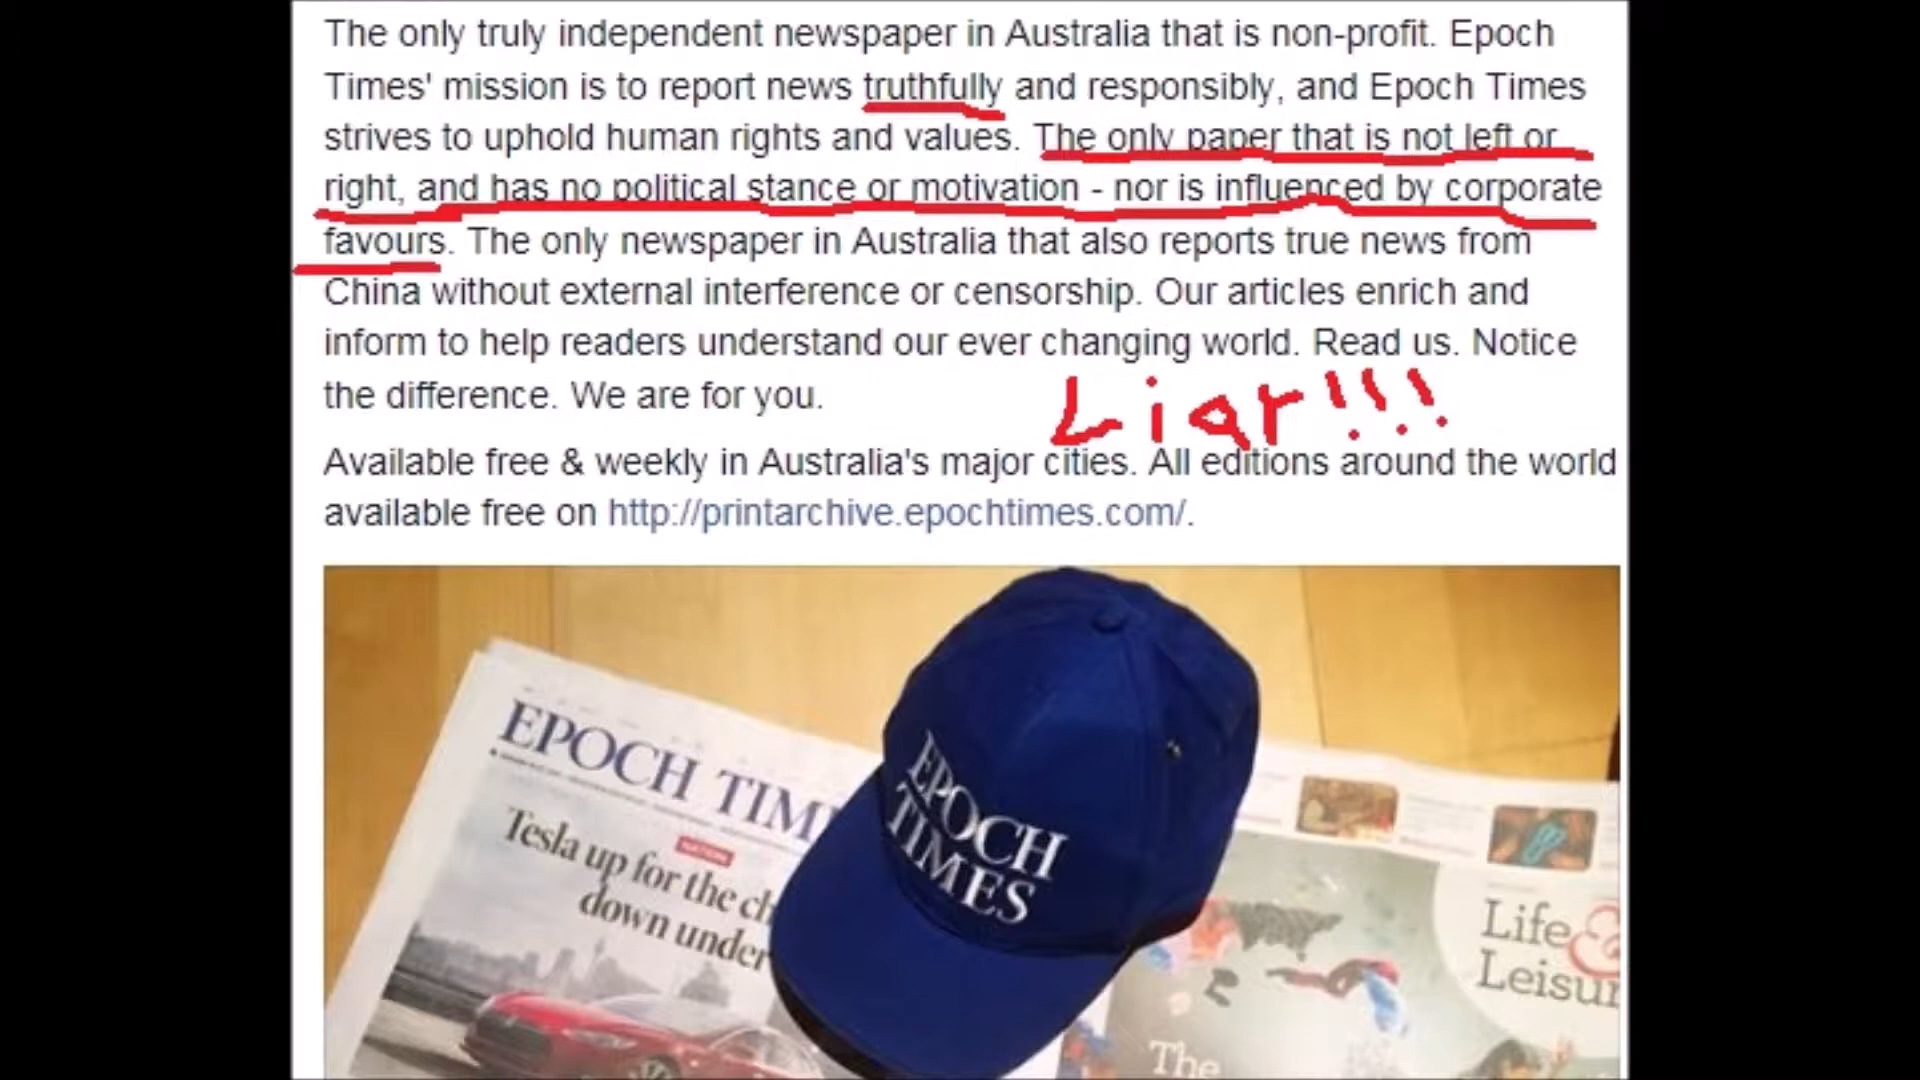 The only truly independent newspaper in Australia that is non-profit. Epoch
Times' mission is to report news truthfully and responsibly, and Epoch Times
strives to uphold human rights and values. The only paper that is not left or
right, and has no political stance or motivation - nor is influenced by corporate
favours. The only newspaper in Australia that also reports true news from
China without external interference or censorship. Our articles enrich and
inform to help readers understand our ever changing world. Read us. Notice
the difference. We are for you.
Liar!!!
Available free & weekly in Australia's major cities. All editions around the world
available free on http://printarchive.epochtimes.com/.
EPOCH TIM
NATION
Tesla up for the ch
down under
EPOCH
TIMES
Life &
Leisur
The